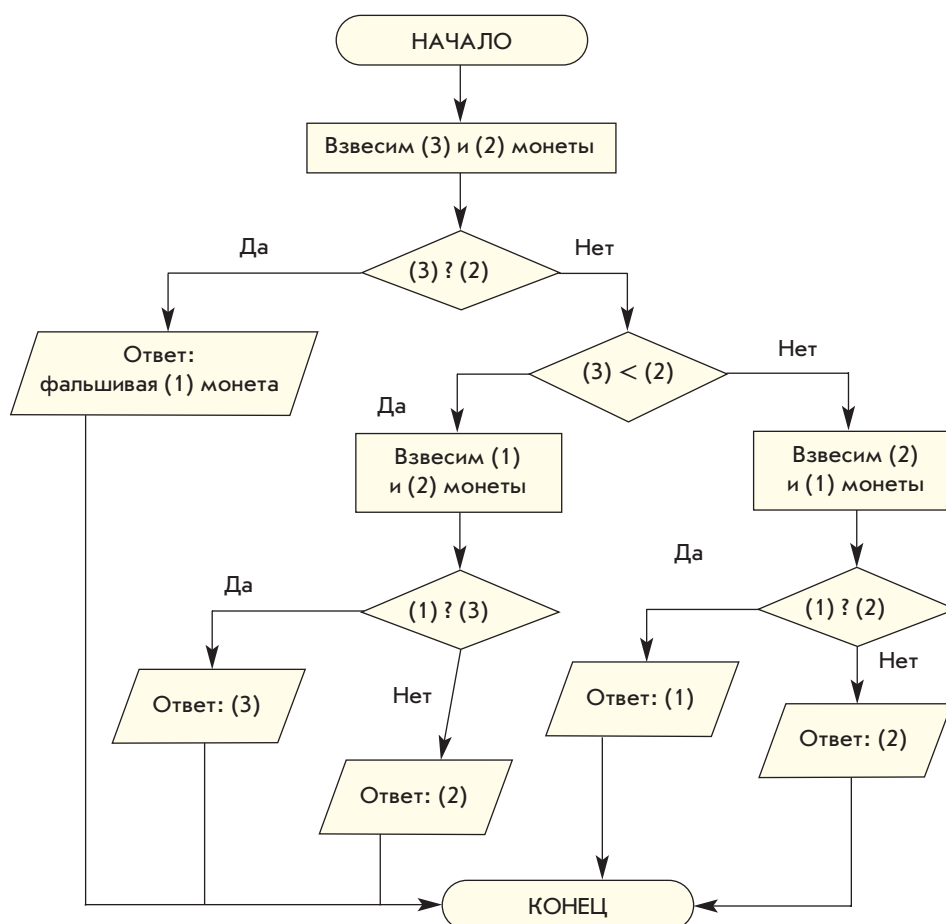 НАЧАЛО
Взвесим (3) и (2) монеты
(3) ? (2)
Да
Нет
Ответ:
фальшивая (1) монета
(3) < (2)
Да
Нет
Взвесим (1)
и (2) монеты
Взвесим (2)
и (1) монеты
(1) ? (3)
Да
Нет
(1) ? (2)
Да
Нет
Ответ: (3)
Ответ: (2)
Ответ: (1)
Ответ: (2)
КОНЕЦ